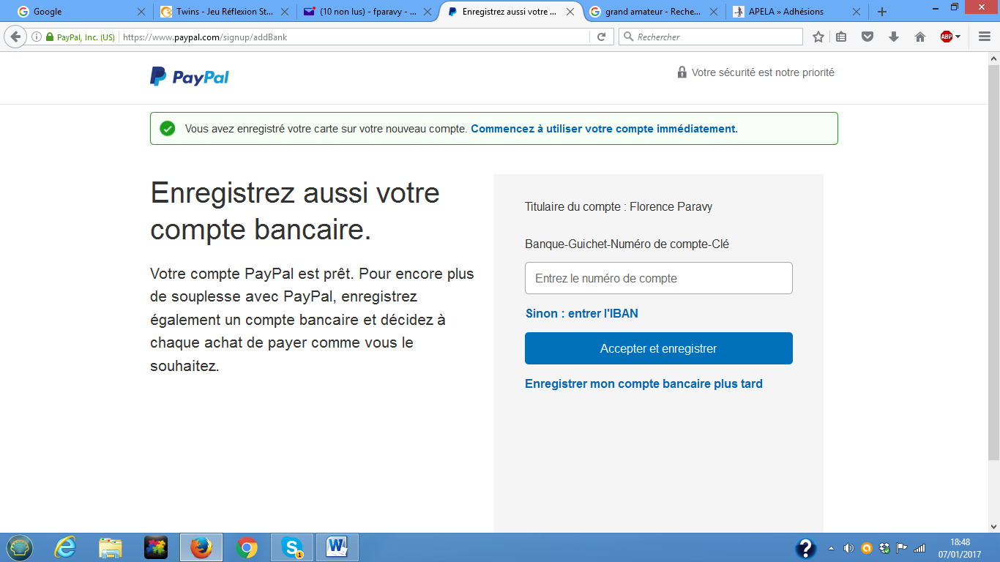 Google
Twins - Jeu Réflexion St...
(10 non lus) - fparavy - ...
Enregistrez aussi votre ...
grand amateur - Reche...
APELA » Adhésions
PayPal, Inc. (US)
https://www.paypal.com/signup/addBank
Rechercher
ABP
PayPal
Votre sécurité est notre priorité
Vous avez enregistré votre carte sur votre nouveau compte. Commencez à utiliser votre compte immédiatement.
Enregistrez aussi votre
compte bancaire.
Votre compte PayPal est prêt. Pour encore plus
de souplesse avec PayPal, enregistrez
également un compte bancaire et décidez à
chaque achat de payer comme vous le
souhaitez.
Titulaire du compte : Florence Paravy
Banque-Guichet-Numéro de compte-Clé
Entrez le numéro de compte
Sinon : entrer l'IBAN
Accepter et enregistrer
Enregistrer mon compte bancaire plus tard
18:48
07/01/2017